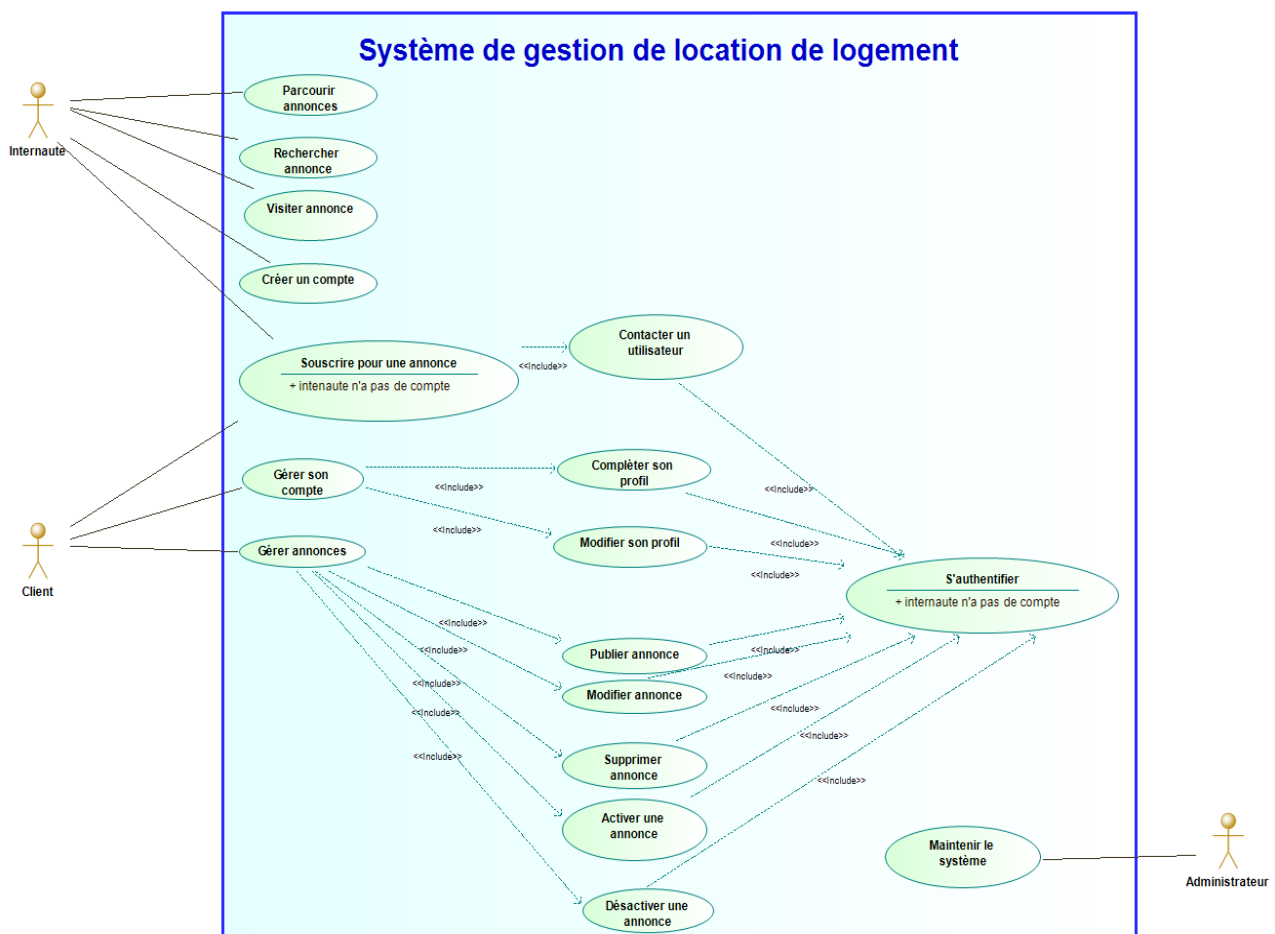 Système de gestion de location de logement
Parcourir
annonces
Internaute
Rechercher
annonce
Visiter annonce
Créer un compte
Contacter un
utilisateur
Souscrire pour une annonce
<<Include>>
+ intenaute n'a pas de compte
Gérer son
compte
Complèter son
profil
<<Include>>
<<Include>>
<<Include>>
Modifier son profil
<<Include>>
Gérer annonces
<<Include>>
Client
S'authentifier
+ internaute n'a pas de compte
<<Include>>
<<Include>>
Publier annonce
<<Include>>
<<Include>>
<<Include>>
Modifier annonce
<<Include>>
<<Include>>
<<Include>>
<<Include>>
Supprimer
annonce
<<Include>>
Activer une
annonce
Maintenir le
système
Administrateur
Désactiver une
annonce